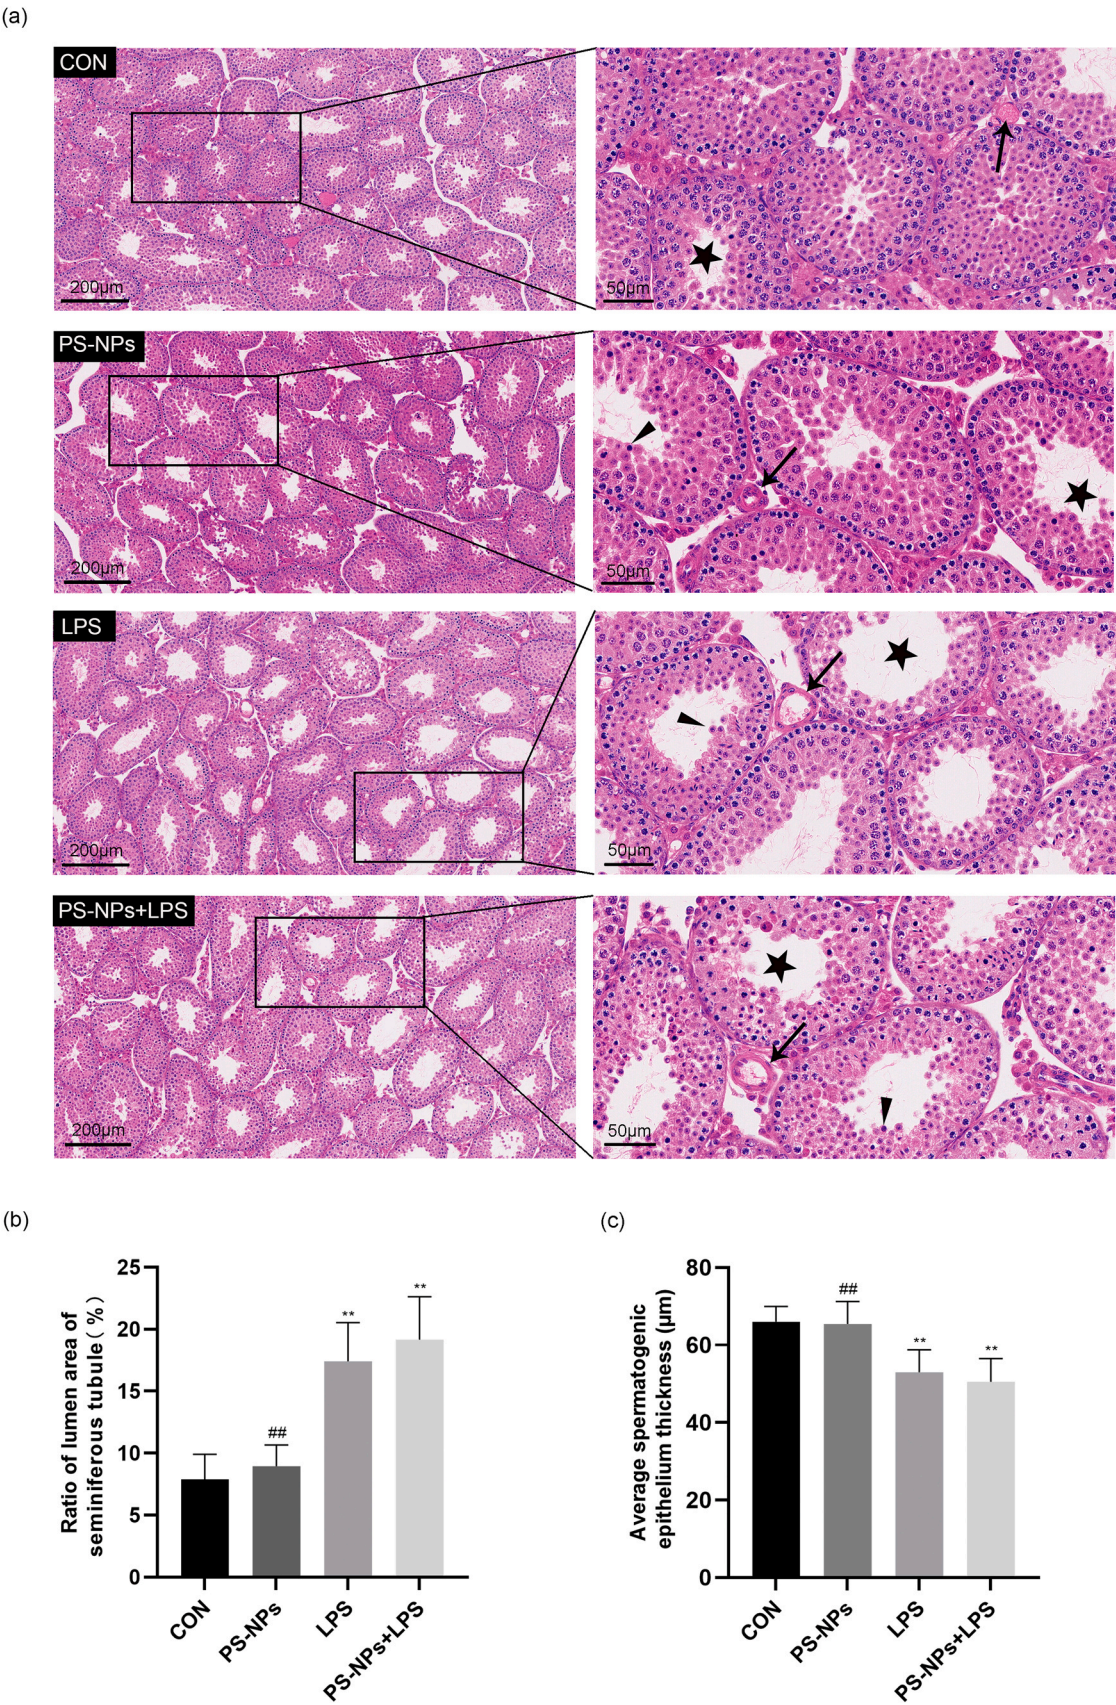 (a)
CON
200μm
50μm
PS-NPs
200μm
50μm
LPS
200μm
50μm
PS-NPs+LPS
200μm
50μm
(b)
Ratio of lumen area of
seminiferous tubule(%)
25
20
15
10
5
0
##
**
**
CON
PS-NPs
LPS
PS-NPs+LPS
(c)
Average spermatogenic
epithelium thickness (μm)
80
60
40
20
0
##
**
**
CON
PS-NPs
LPS
PS-NPs+LPS